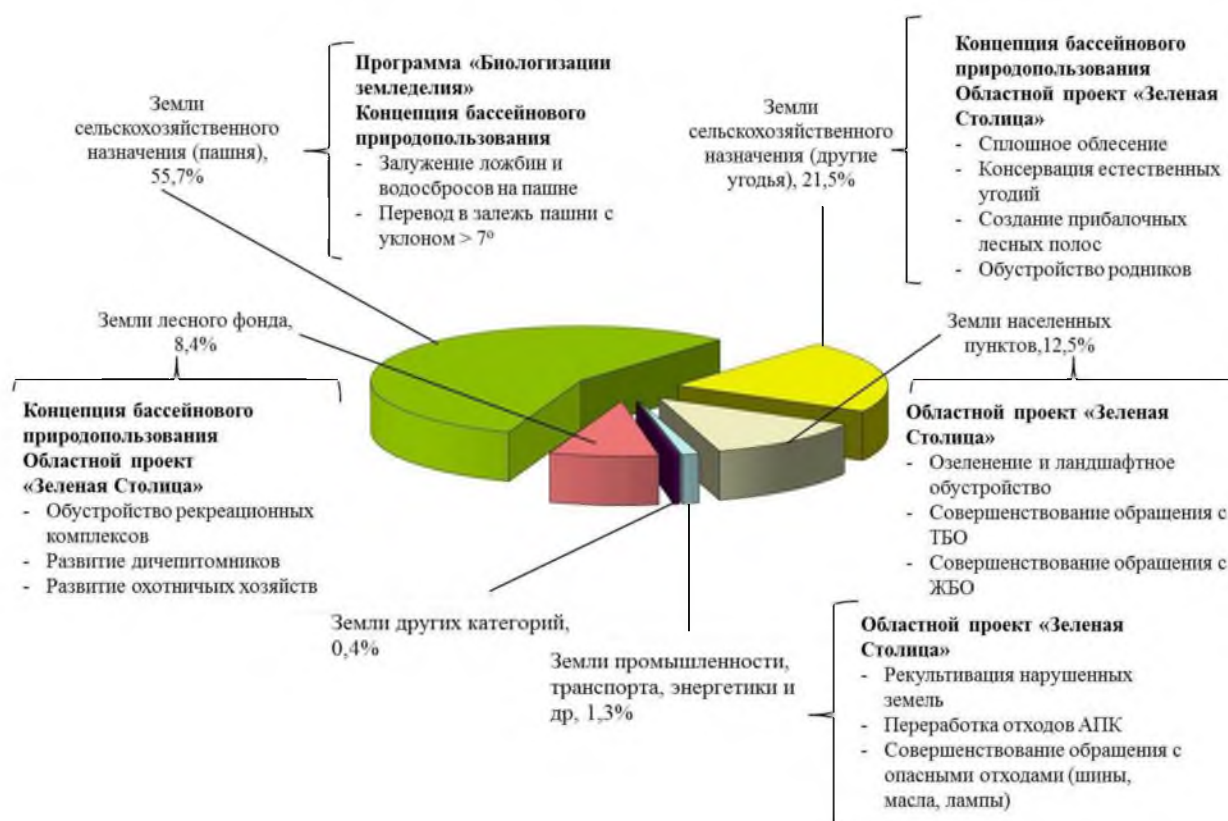 Земли
сельскохозяйственного
назначения (пашня),
55,7%
Программа «Биологизации
земледелия»
Концепция бассейнового
природопользования
- Залужение ложбин и
водосбросов на пашне
- Перевод в залежь пашни с
уклоном > 7º
Земли
сельскохозяйственного
назначения (другие
угодья), 21,5%
Концепция бассейнового
природопользования
Областной проект «Зеленая
Столица»
- Сплошное облесение
- Консервация естественных
угодий
- Создание прибалочных
лесных полос
- Обустройство родников
Земли лесного фонда,
8,4%
Концепция бассейнового
природопользования
Областной проект
«Зеленая Столица»
- Обустройство рекреационных
комплексов
- Развитие дичепитомников
- Развитие охотничьих хозяйств
Земли населенных
пунктов,12,5%
Областной проект «Зеленая
Столица»
- Озеленение и ландшафтное
обустройство
- Совершенствование обращения с
ТБО
- Совершенствование обращения с
ЖБО
Земли других категорий,
0,4%
Земли промышленности,
транспорта, энергетики и
др, 1,3%
Областной проект «Зеленая
Столица»
- Рекультивация нарушенных
земель
- Переработка отходов АПК
- Совершенствование обращения с
опасными отходами (шины,
масла, лампы)